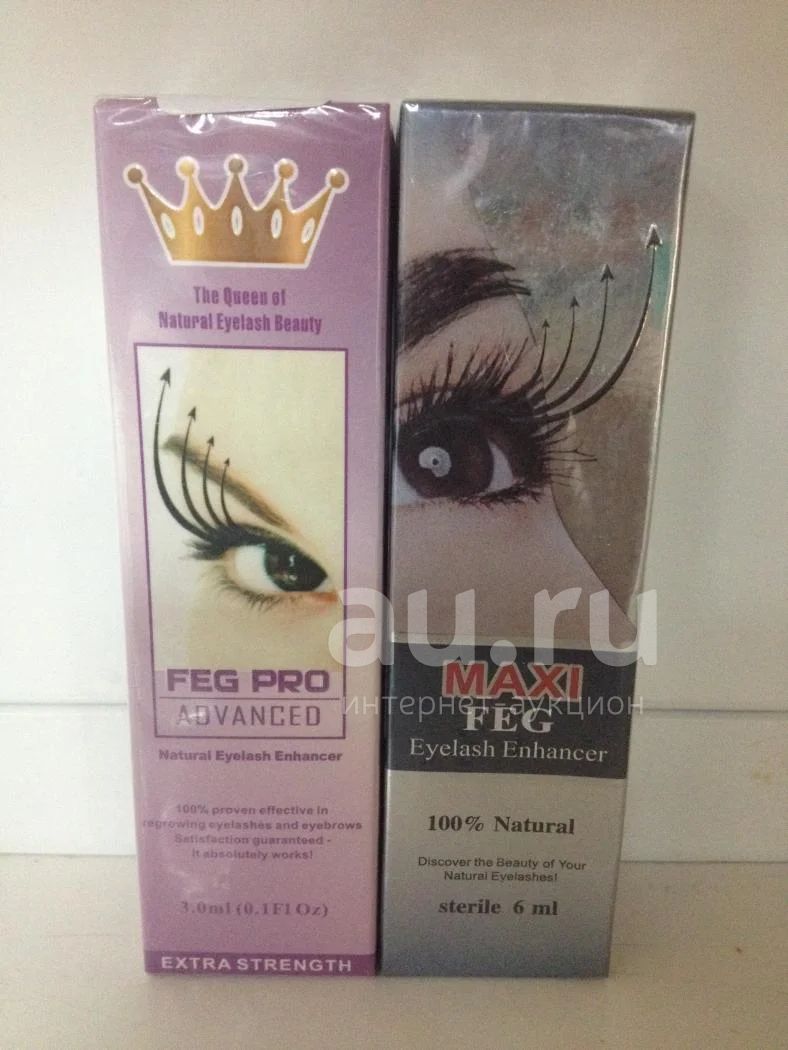 The Queen of
Natural Eyelash Beauty
FEG PRO
ADVANCED
Natural Eyelash Enhancer
100% proven effective in
regrowing eyelashes and eyebrows
Satisfaction guaranteed -
it absolutely works!
3.0ml (0.1Fl Oz)
EXTRA STRENGTH
MAXI
FEG
Eyelash Enhancer
100% Natural
Discover the Beauty of Your
Natural Eyelashes!
sterile 6 ml
au.ru
интернет-аукцион